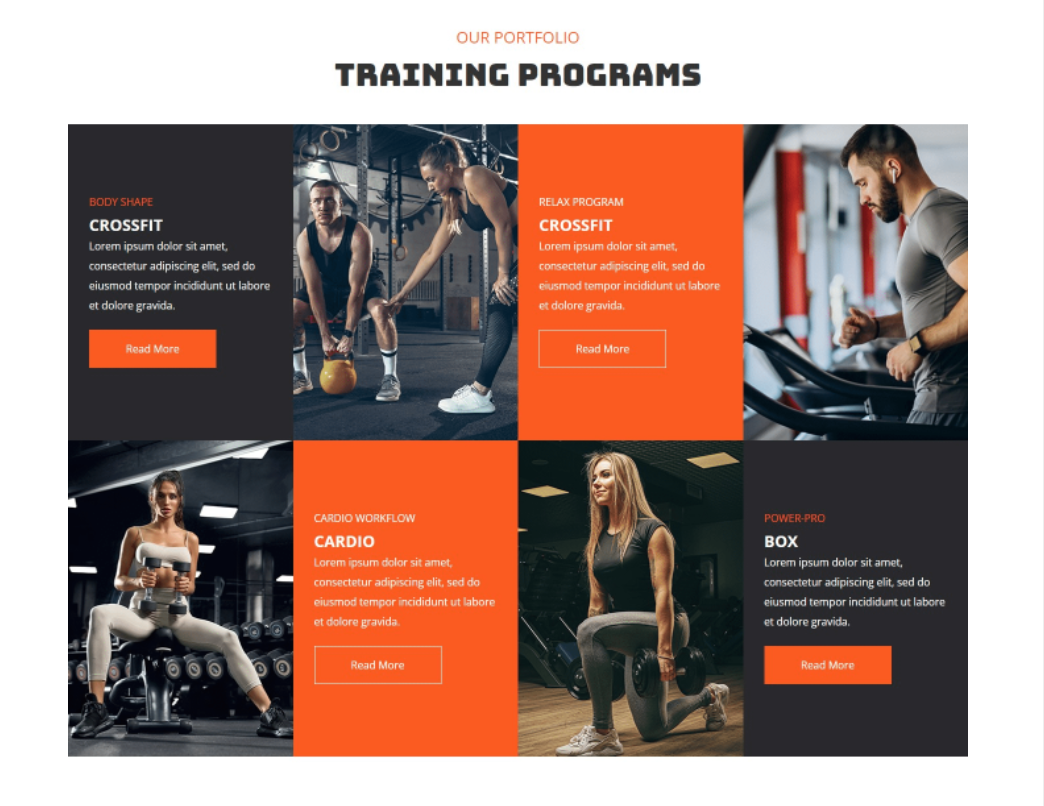 OUR PORTFOLIO
TRAINING PROGRAMS
BODY SHAPE
CROSSFIT
Lorem ipsum dolor sit amet,
consectetur adipiscing elit, sed do
eiusmod tempor incididunt ut labore
et dolore gravida.
Read More
RELAX PROGRAM
CROSSFIT
Lorem ipsum dolor sit amet,
consectetur adipiscing elit, sed do
eiusmod tempor incididunt ut labore
et dolore gravida.
Read More
CARDIO WORKFLOW
CARDIO
Lorem ipsum dolor sit amet,
consectetur adipiscing elit, sed do
eiusmod tempor incididunt ut labore
et dolore gravida.
Read More
POWER-PRO
BOX
Lorem ipsum dolor sit amet,
consectetur adipiscing elit, sed do
eiusmod tempor incididunt ut labore
et dolore gravida.
Read More